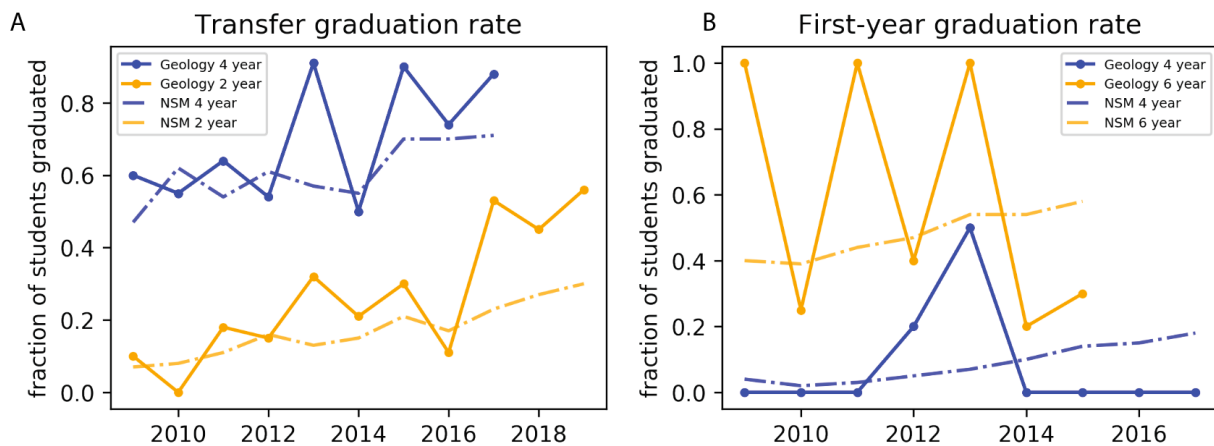 A
Transfer graduation rate
fraction of students graduated
0.8
0.6
0.4
0.2
0.0
Geology 4 year
Geology 2 year
NSM 4 year
NSM 2 year
2010 2012 2014 2016 2018
B
First-year graduation rate
fraction of students graduated
1.0
0.8
0.6
0.4
0.2
0.0
Geology 4 year
Geology 6 year
NSM 4 year
NSM 6 year
2010 2012 2014 2016